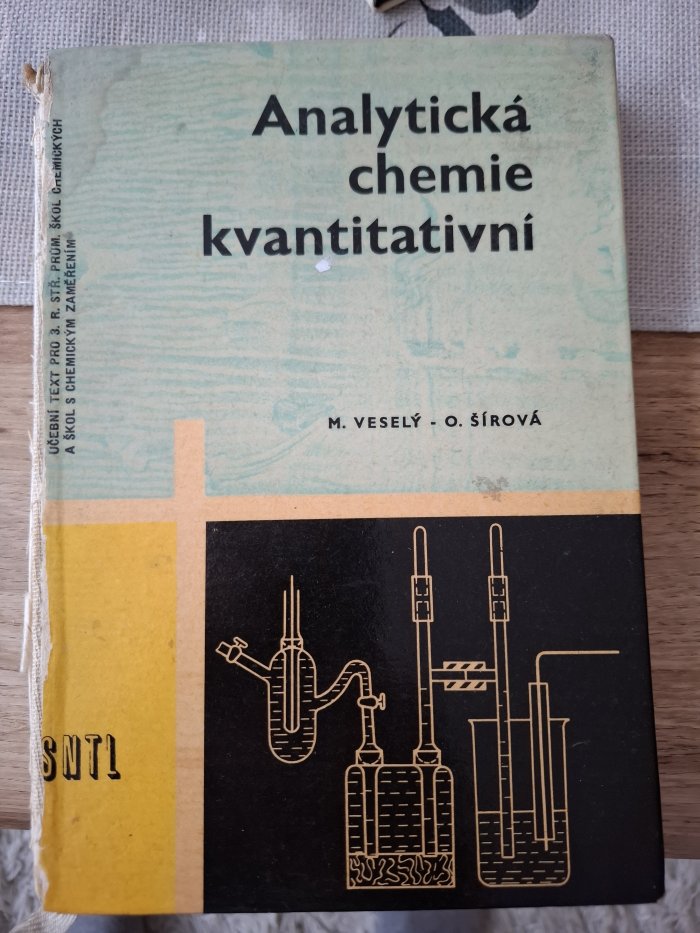 Analytická
chemie
kvantitativní
M. VESELÝ - O. ŠÍROVÁ
UČEBNÍ TEXT PRO 3. R. STŘ. PRŮM. ŠKOL CHEMICKÝCH
A ŠKOL S CHEMICKÝM ZAMĚŘENÍM
SNTL